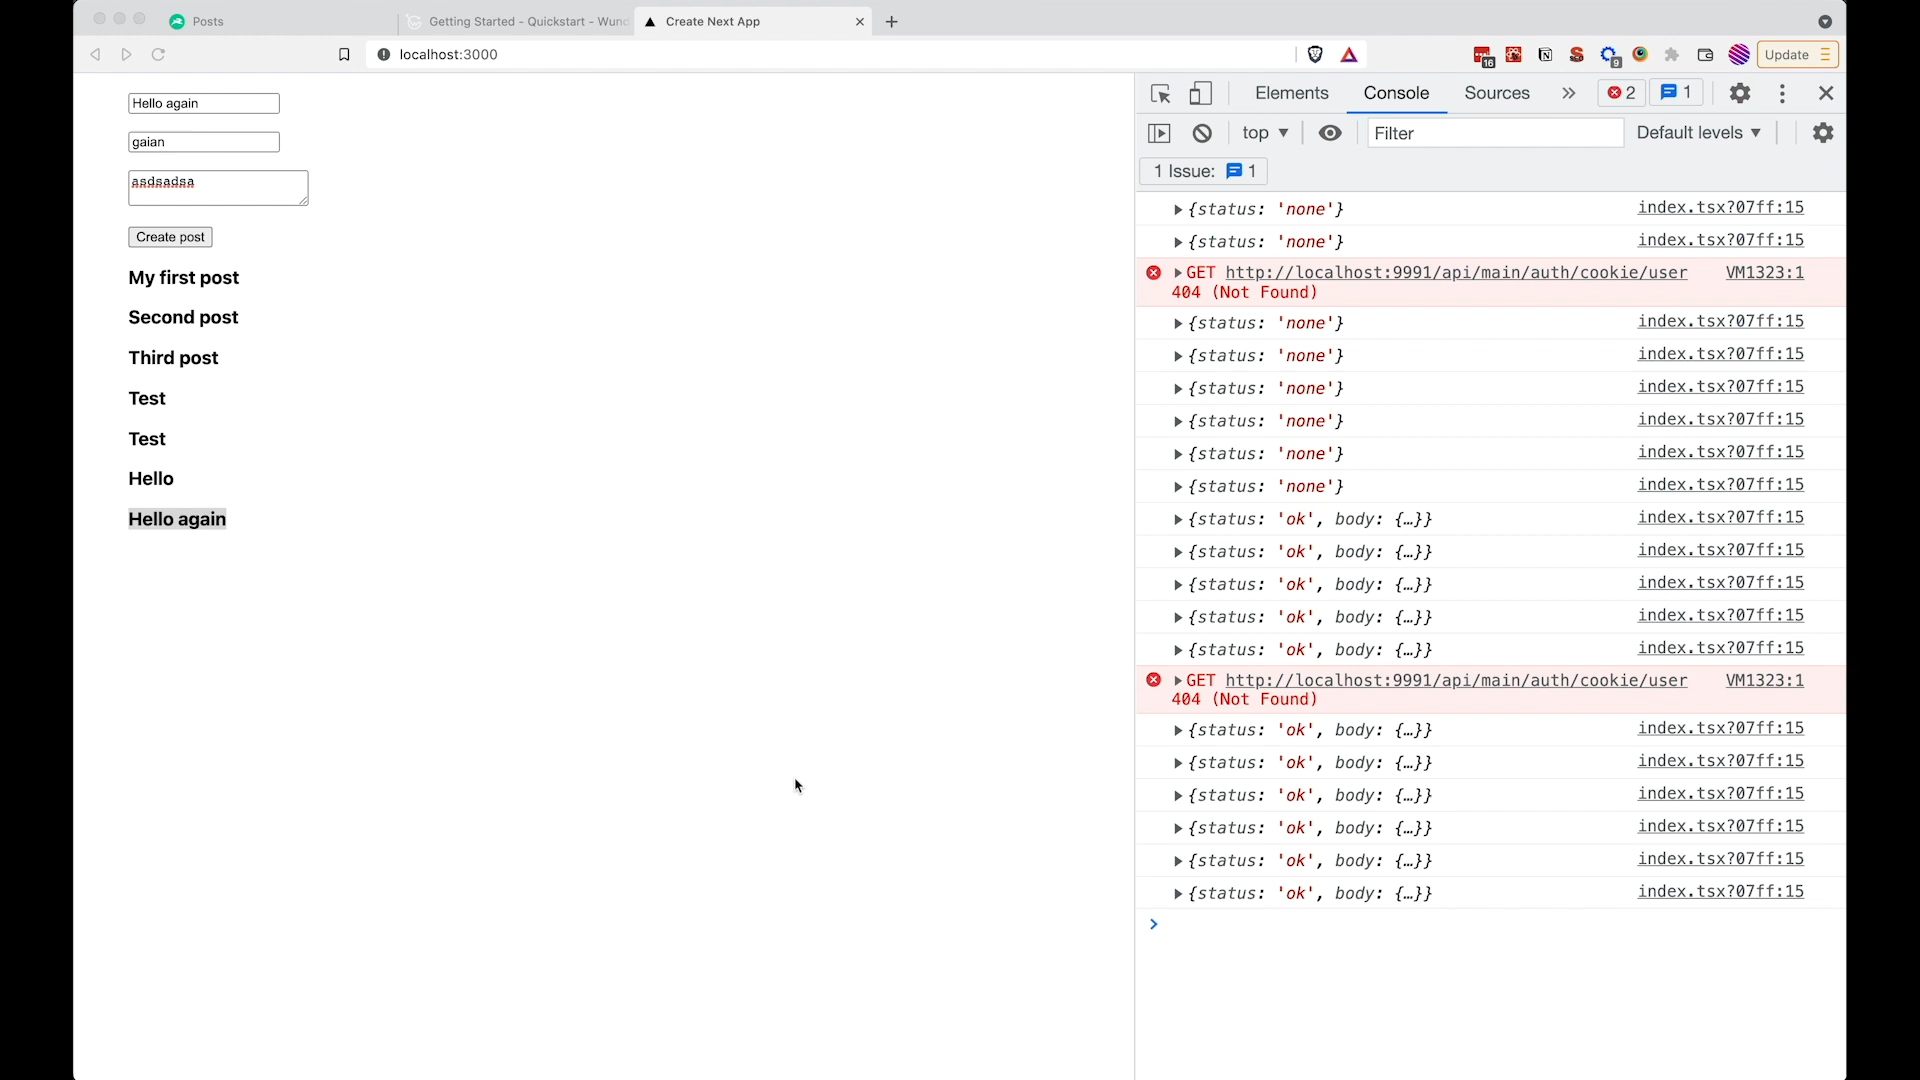 Posts
Getting Started - Quickstart - Wund
Create Next App
localhost:3000
16
9
Update
Hello again
gaian
asdsadsa
Create post
My first post
Second post
Third post
Test
Test
Hello
Hello again
Elements
Console
Sources
2
1
top
Filter
Default levels
1 Issue: 1
{status: 'none'} index.tsx?07ff:15
{status: 'none'} index.tsx?07ff:15
GET http://localhost:9991/api/main/auth/cookie/user VM1323:1
404 (Not Found)
{status: 'none'} index.tsx?07ff:15
{status: 'none'} index.tsx?07ff:15
{status: 'none'} index.tsx?07ff:15
{status: 'none'} index.tsx?07ff:15
{status: 'none'} index.tsx?07ff:15
{status: 'none'} index.tsx?07ff:15
{status: 'ok', body: {…}} index.tsx?07ff:15
{status: 'ok', body: {…}} index.tsx?07ff:15
{status: 'ok', body: {…}} index.tsx?07ff:15
{status: 'ok', body: {…}} index.tsx?07ff:15
{status: 'ok', body: {…}} index.tsx?07ff:15
GET http://localhost:9991/api/main/auth/cookie/user VM1323:1
404 (Not Found)
{status: 'ok', body: {…}} index.tsx?07ff:15
{status: 'ok', body: {…}} index.tsx?07ff:15
{status: 'ok', body: {…}} index.tsx?07ff:15
{status: 'ok', body: {…}} index.tsx?07ff:15
{status: 'ok', body: {…}} index.tsx?07ff:15
{status: 'ok', body: {…}} index.tsx?07ff:15